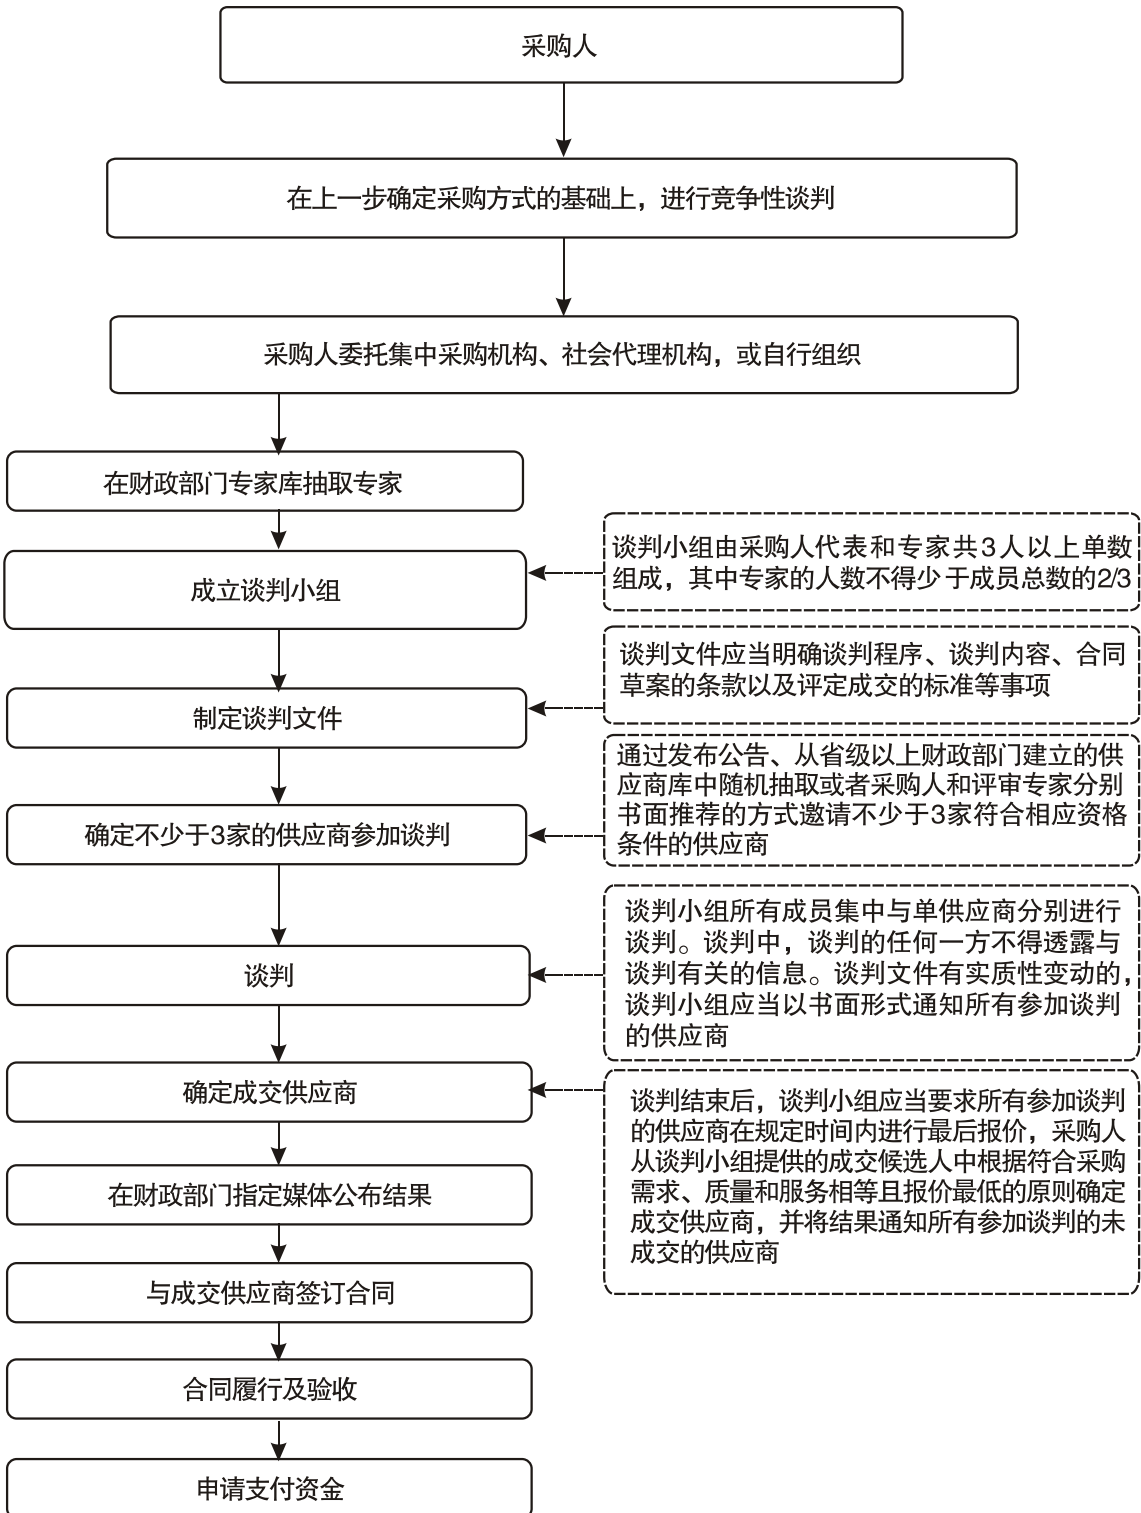 采购人
在上一步确定采购方式的基础上，进行竞争性谈判
采购人委托集中采购机构、社会代理机构，或自行组织
在财政部门专家库抽取专家
成立谈判小组
谈判小组由采购人代表和专家共3人以上单数
组成，其中专家的人数不得少于成员总数的2/3
制定谈判文件
谈判文件应当明确谈判程序、谈判内容、合同
草案的条款以及评定成交的标准等事项
确定不少于3家的供应商参加谈判
通过发布公告、从省级以上财政部门建立的供
应商库中随机抽取或者采购人和评审专家分别
书面推荐的方式邀请不少于3家符合相应资格
条件的供应商
谈判
谈判小组所有成员集中与单供应商分别进行
谈判。谈判中，谈判的任何一方不得透露与
谈判有关的信息。谈判文件有实质性变动的，
谈判小组应当以书面形式通知所有参加谈判
的供应商
确定成交供应商
谈判结束后，谈判小组应当要求所有参加谈判
的供应商在规定时间内进行最后报价，采购人
从谈判小组提供的成交候选人中根据符合采购
需求、质量和服务相等且报价最低的原则确定
成交供应商，并将结果通知所有参加谈判的未
成交的供应商
在财政部门指定媒体公布结果
与成交供应商签订合同
合同履行及验收
申请支付资金